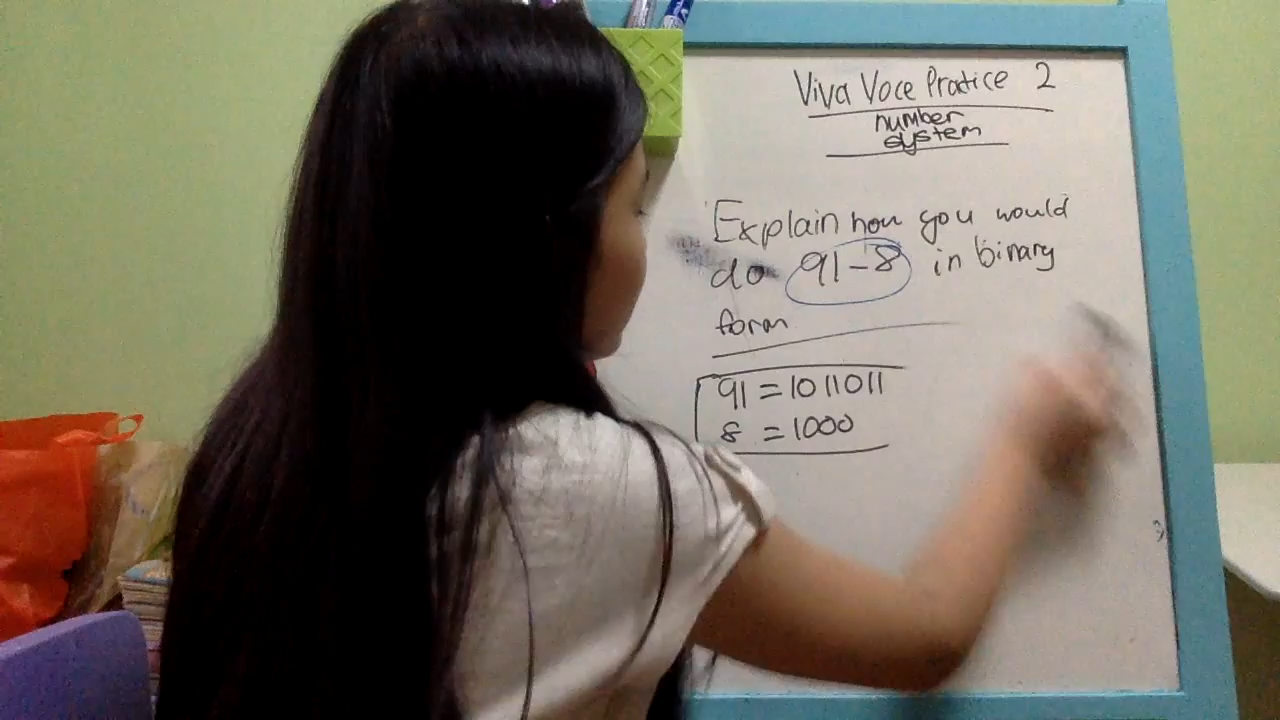 Viva Voce Practice 2
number
system
Explain how you would
do 91-8 in binary
form
91 = 1011011
8 = 1000